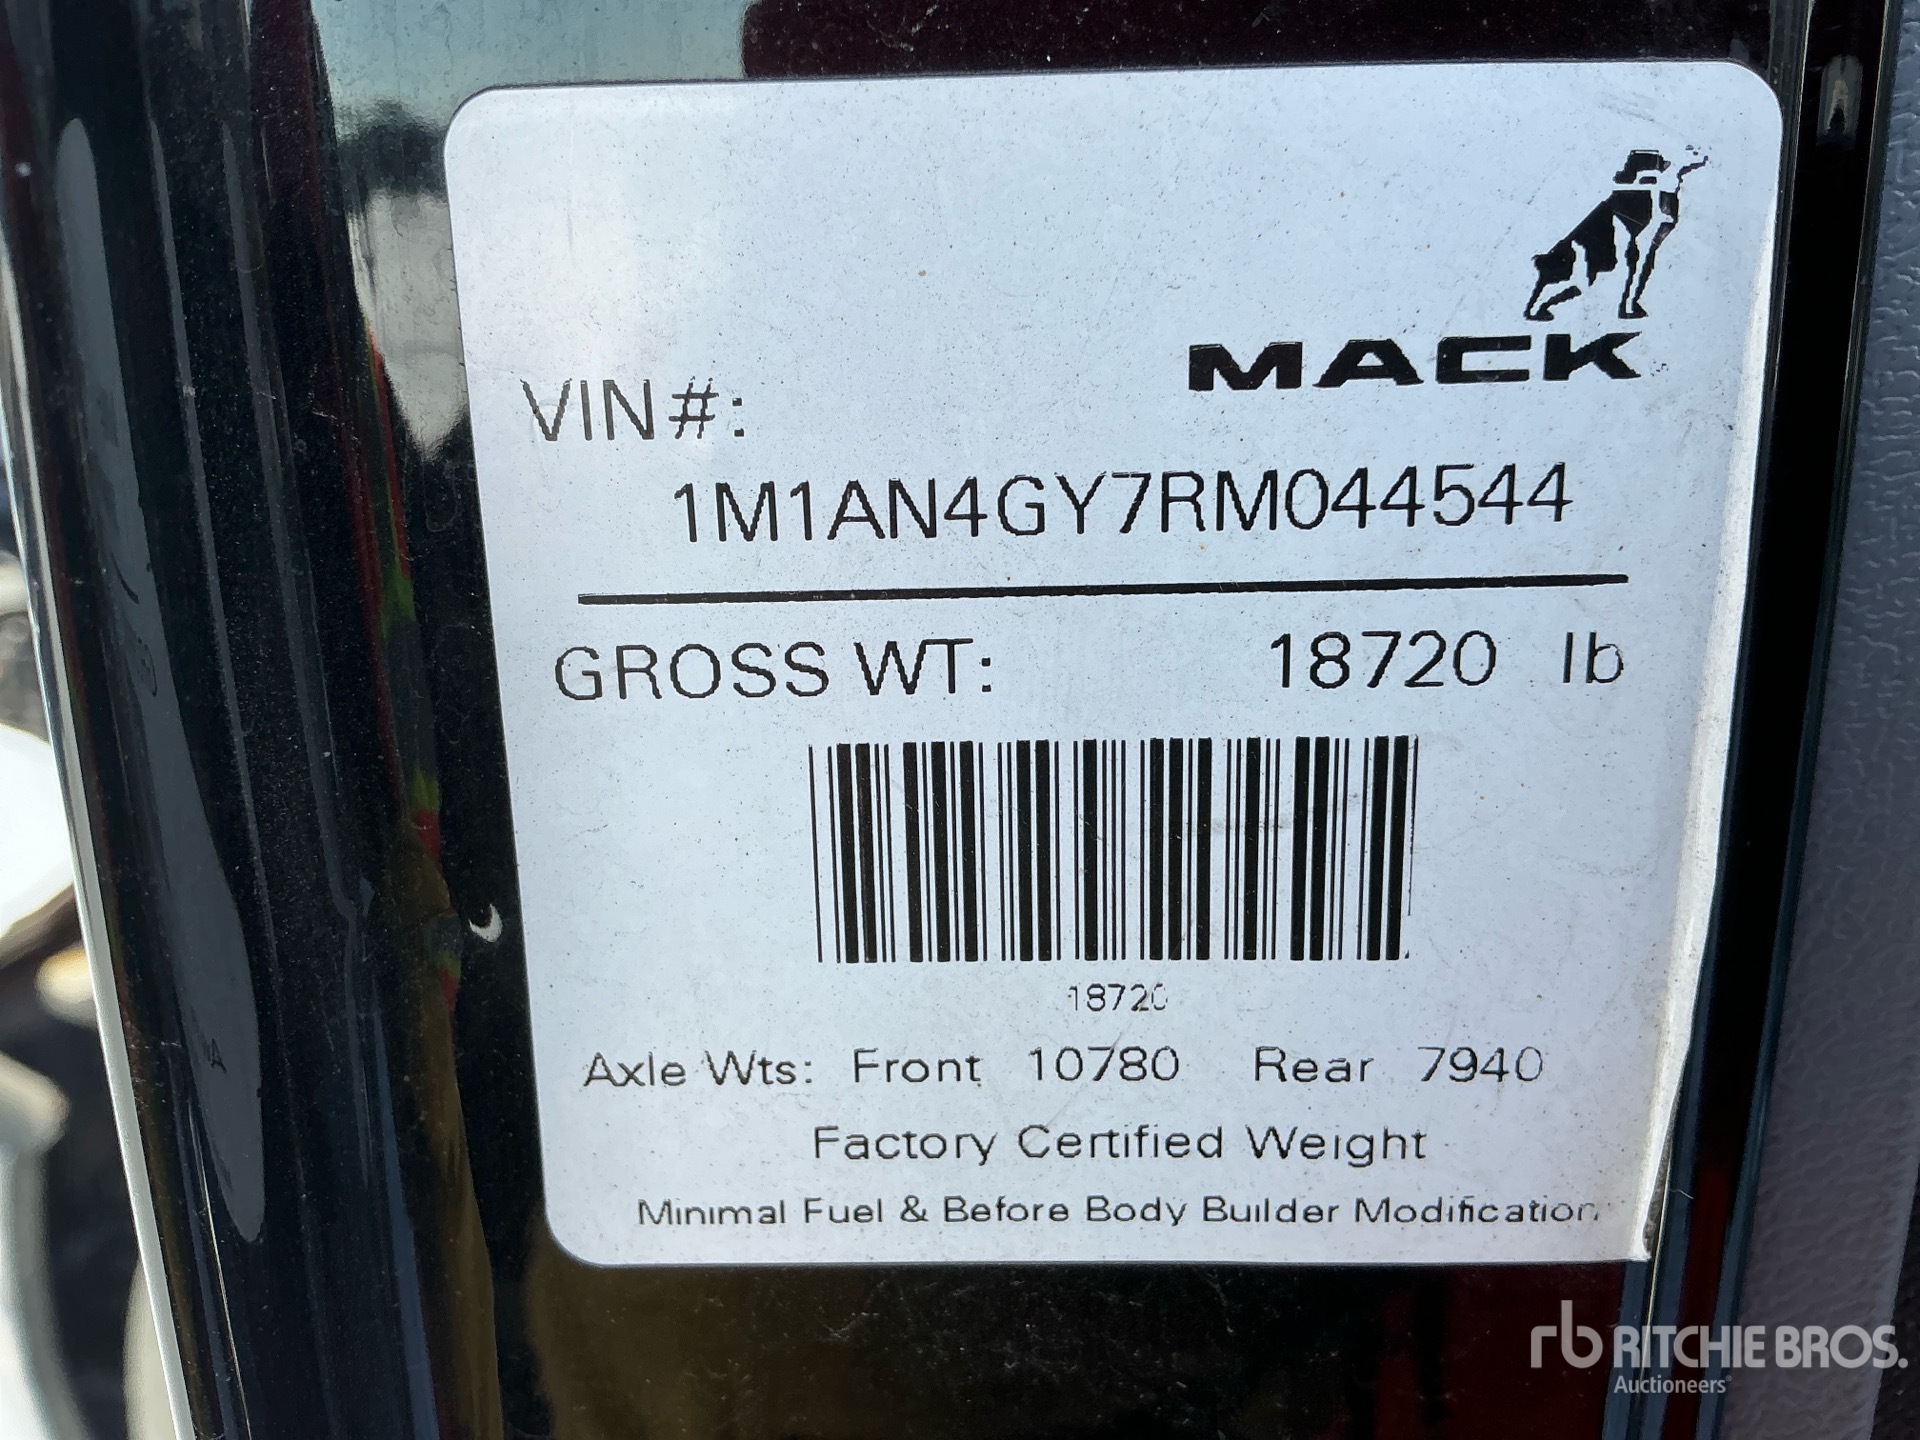 MACK
VIN#:
1M1AN4GY7RM044544
GROSS WT: 18720 lb
18720
Axle Wts: Front 10780 Rear 7940
Factory Certified Weight
Minimal Fuel & Before Body Builder Modification
rb RITCHIE BROS.
Auctioneers